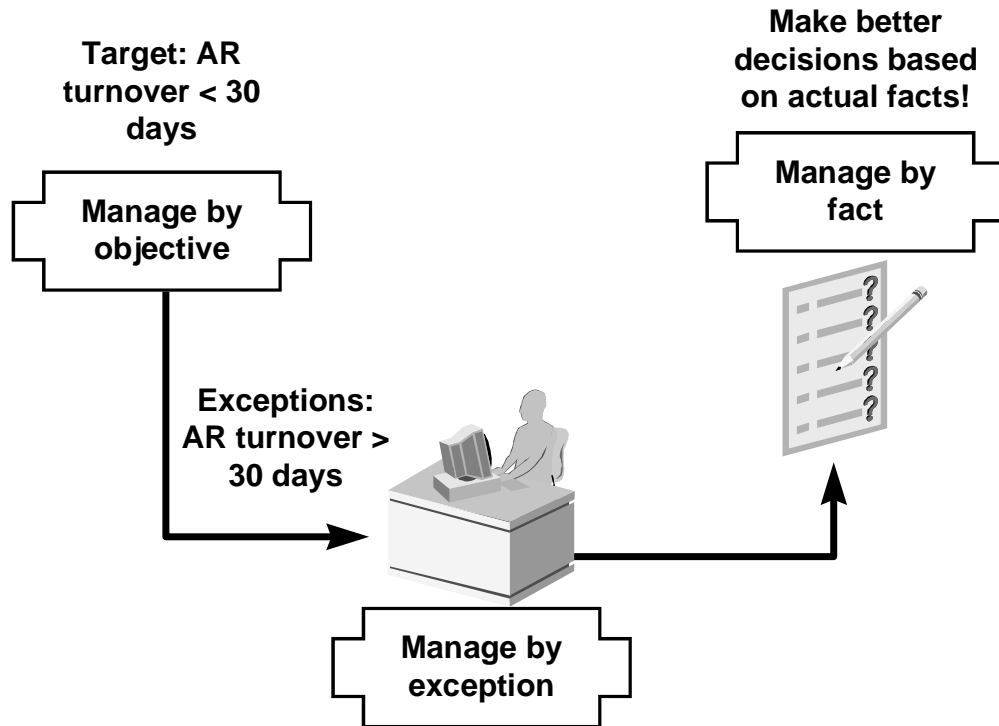 Target: AR
turnover < 30
days
Manage by
objective
Exceptions:
AR turnover >
30 days
Manage by
exception
Make better
decisions based
on actual facts!
Manage by
fact
?
?
?
?
?